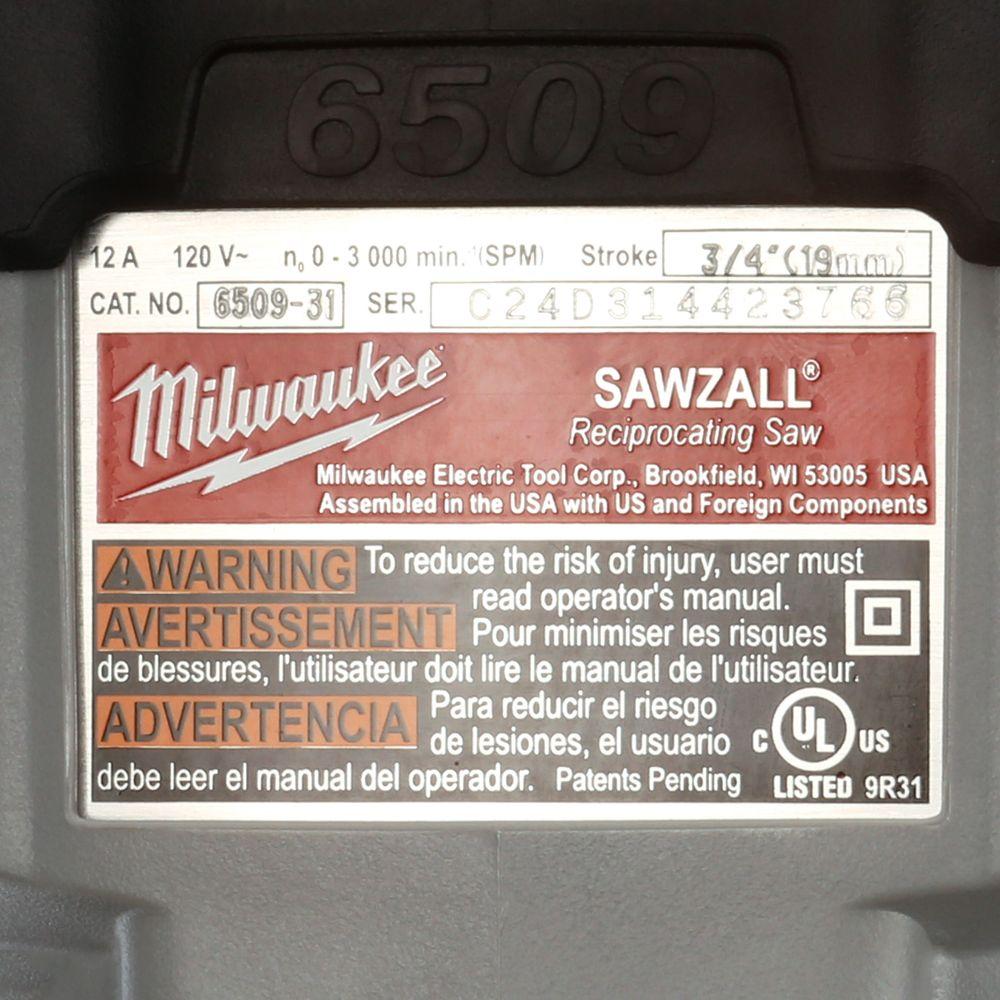 6509
12 A 120 V~ n₀ 0 - 3 000 min.⁻¹(SPM) Stroke 3/4"(19mm)
CAT. NO. 6509-31 SER. C24D314423766
Milwaukee®
SAWZALL®
Reciprocating Saw
Milwaukee Electric Tool Corp., Brookfield, WI 53005 USA
Assembled in the USA with US and Foreign Components
WARNING To reduce the risk of injury, user must
read operator's manual.
AVERTISSEMENT Pour minimiser les risques
de blessures, l'utilisateur doit lire le manual de l'utilisateur.
ADVERTENCIA Para reducir el riesgo
de lesiones, el usuario
debe leer el manual del operador. Patents Pending
C UL US
LISTED 9R31